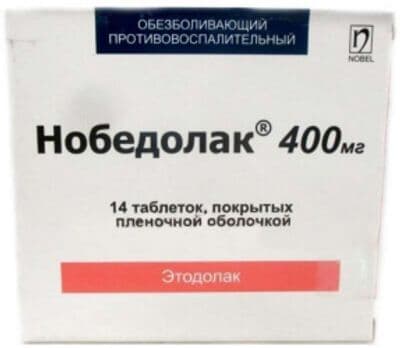 ОБЕЗБОЛИВАЮЩИЙ
ПРОТИВОВОСПАЛИТЕЛЬНЫЙ
NOBEL
Нобедолак® 400мг
14 таблеток, покрытых
пленочной оболочкой
Этодолак